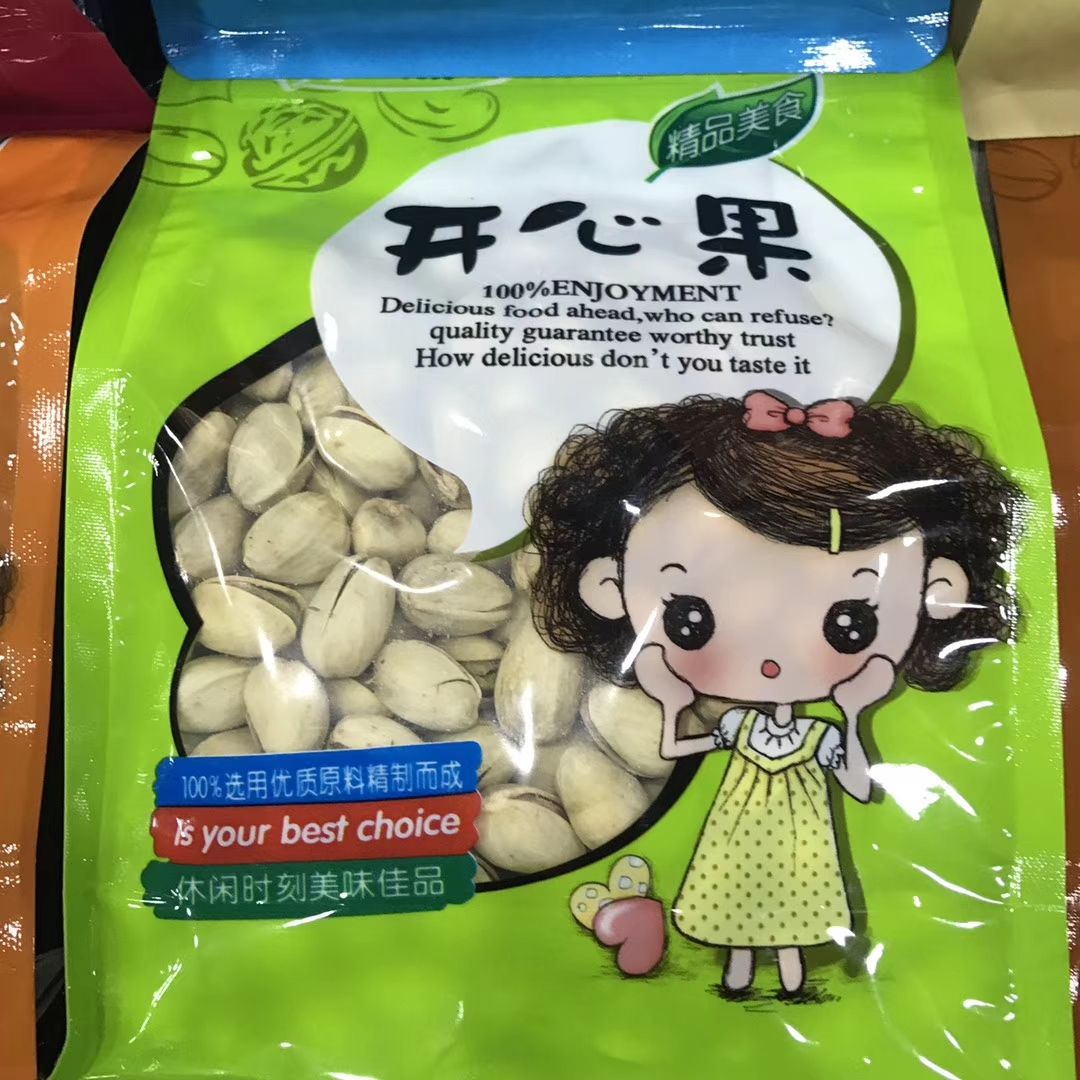 精品美食
开心果
100%ENJOYMENT
Delicious food ahead,who can refuse?
quality guarantee worthy trust
How delicious don't you taste it
100%选用优质原料精制而成
Is your best choice
休闲时刻美味佳品